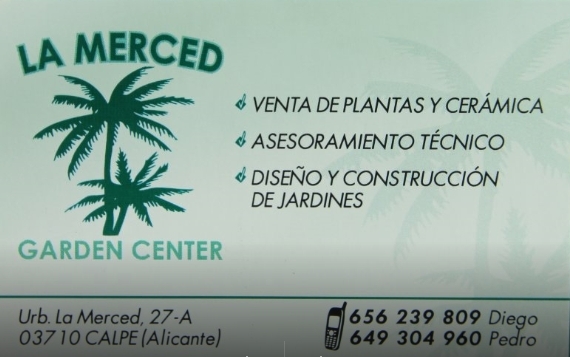 LA MERCED
GARDEN CENTER
VENTA DE PLANTAS Y CERÁMICA
ASESORAMIENTO TÉCNICO
DISEÑO Y CONSTRUCCIÓN
DE JARDINES
Urb. La Merced, 27-A
03710 CALPE (Alicante)
656 239 809 Diego
649 304 960 Pedro